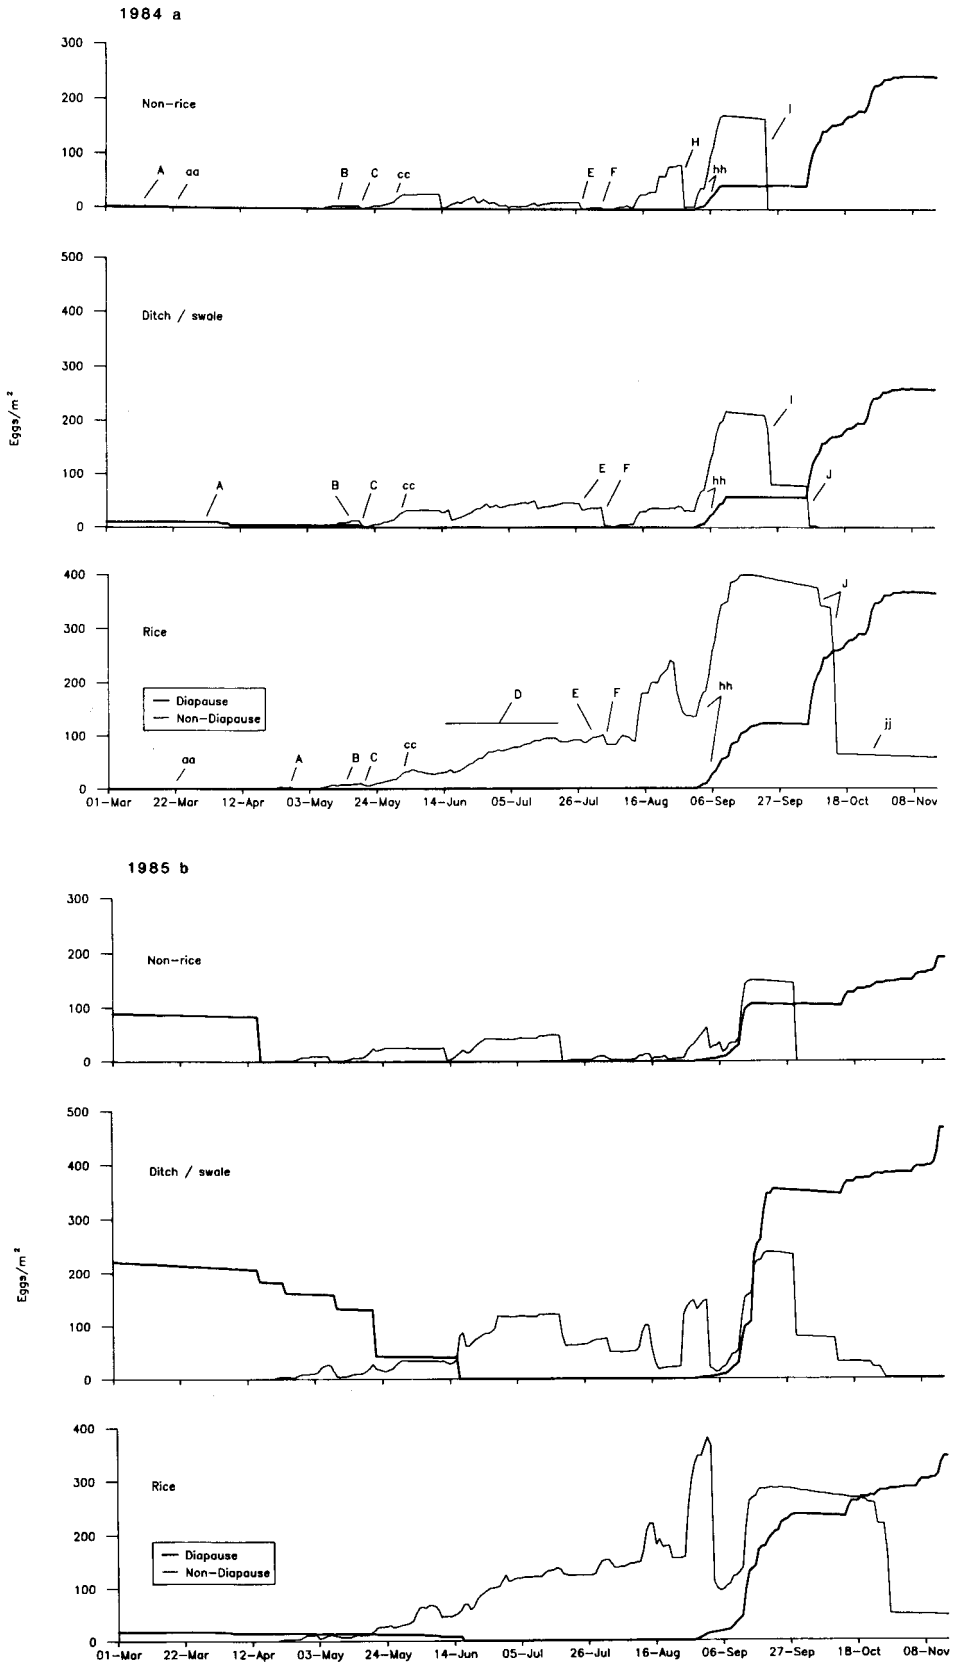 1984 a
300
200
100
0
Non-rice
A
aa
B
C
cc
E
F
H
hh
I
500
400
300
200
100
0
Ditch / swale
Eggs/m²
A
B
C
cc
E
F
hh
I
J
400
300
200
100
0
Rice
Diapause
Non-Diapause
aa
A
B
C
cc
D
E
F
hh
J
jj
01-Mar 22-Mar 12-Apr 03-May 24-May 14-Jun 05-Jul 26-Jul 16-Aug 06-Sep 27-Sep 18-Oct 08-Nov
1985 b
300
200
100
0
Non-rice
500
400
300
200
100
0
Ditch / swale
Eggs/m²
400
300
200
100
0
Rice
Diapause
Non-Diapause
01-Mar 22-Mar 12-Apr 03-May 24-May 14-Jun 05-Jul 26-Jul 16-Aug 06-Sep 27-Sep 18-Oct 08-Nov